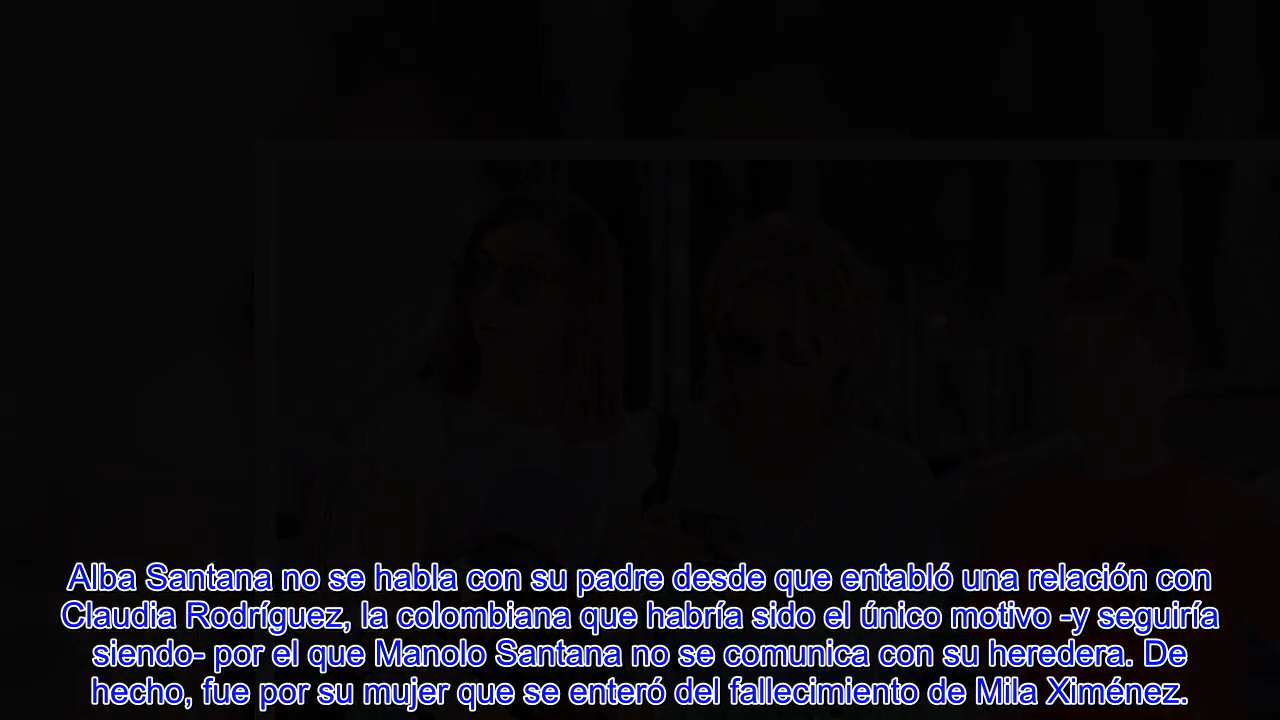 Alba Santana no se habla con su padre desde que entabló una relación con
Claudia Rodríguez, la colombiana que habría sido el único motivo -y seguiría
siendo- por el que Manolo Santana no se comunica con su heredera. De
hecho, fue por su mujer que se enteró del fallecimiento de Mila Ximénez.